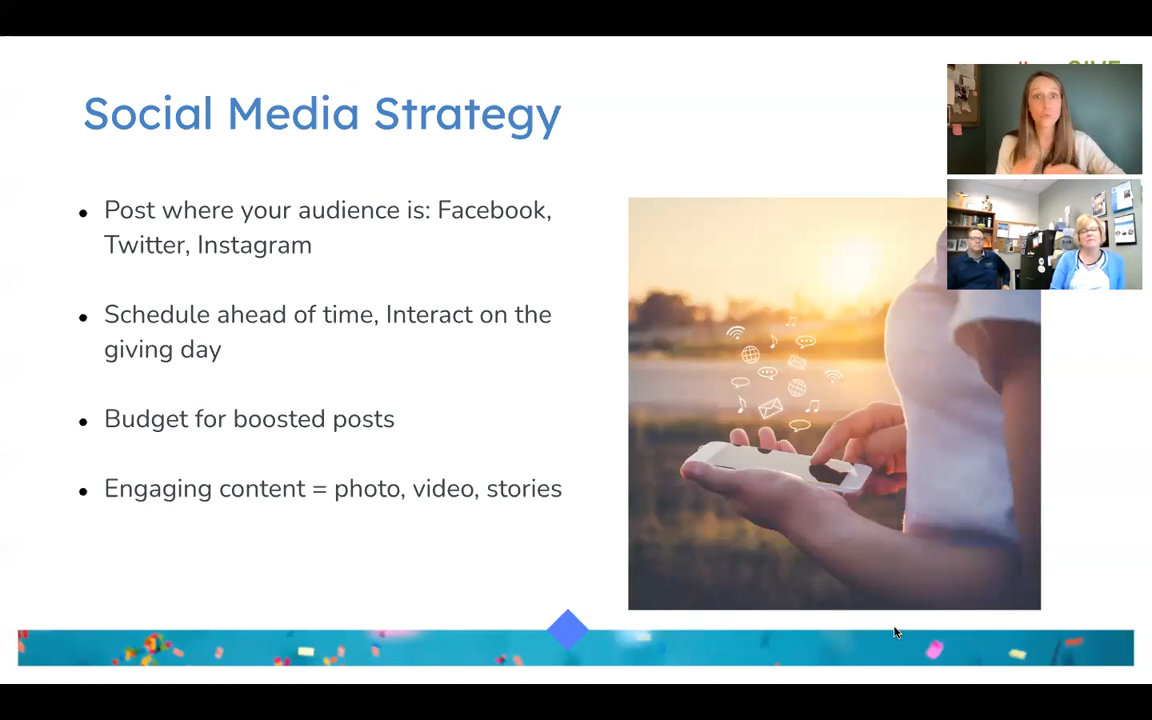 Social Media Strategy
• Post where your audience is: Facebook,
Twitter, Instagram
• Schedule ahead of time, Interact on the
giving day
• Budget for boosted posts
• Engaging content = photo, video, stories